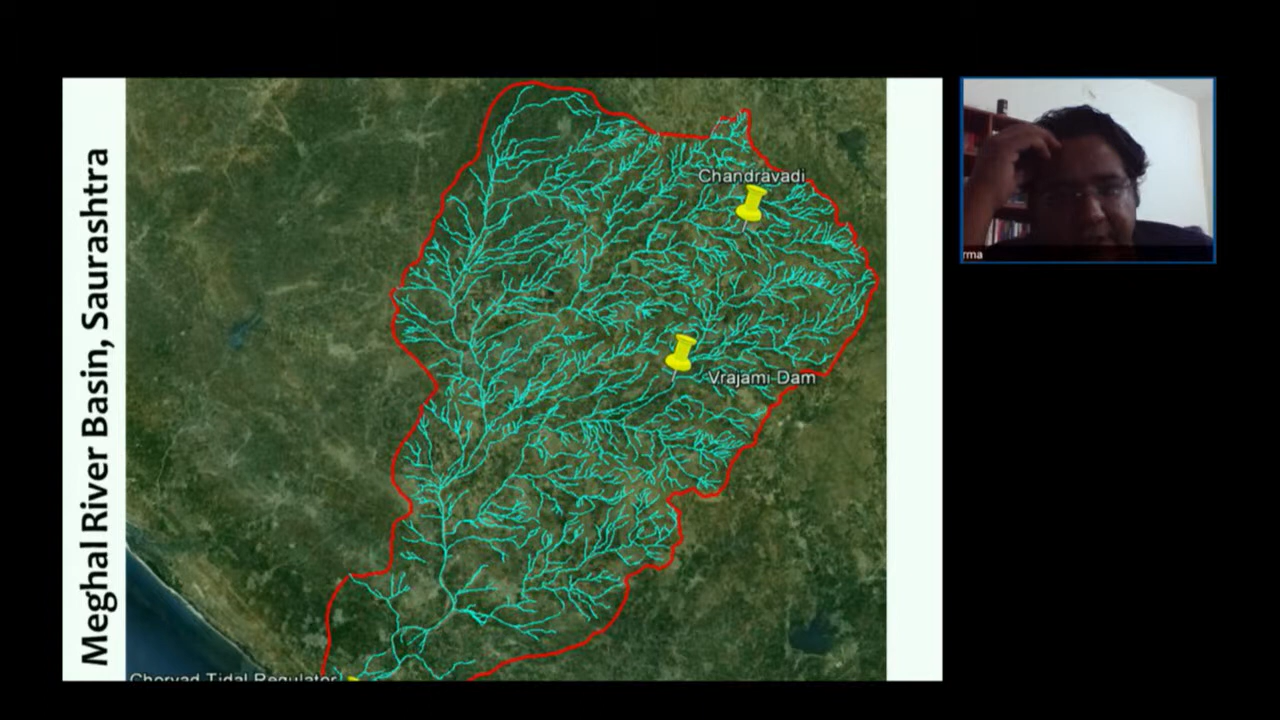 Meghal River Basin, Saurashtra
Chandravadi
Vrajami Dam
Chorvad Tidal Regulator
rma